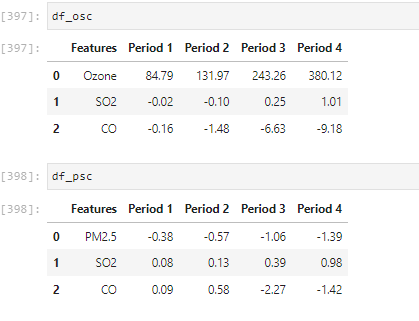 [397]: df_osc
[397]: Features Period 1 Period 2 Period 3 Period 4
0 Ozone 84.79 131.97 243.26 380.12
1 SO2 -0.02 -0.10 0.25 1.01
2 CO -0.16 -1.48 -6.63 -9.18
[398]: df_psc
[398]: Features Period 1 Period 2 Period 3 Period 4
0 PM2.5 -0.38 -0.57 -1.06 -1.39
1 SO2 0.08 0.13 0.39 0.98
2 CO 0.09 0.58 -2.27 -1.42